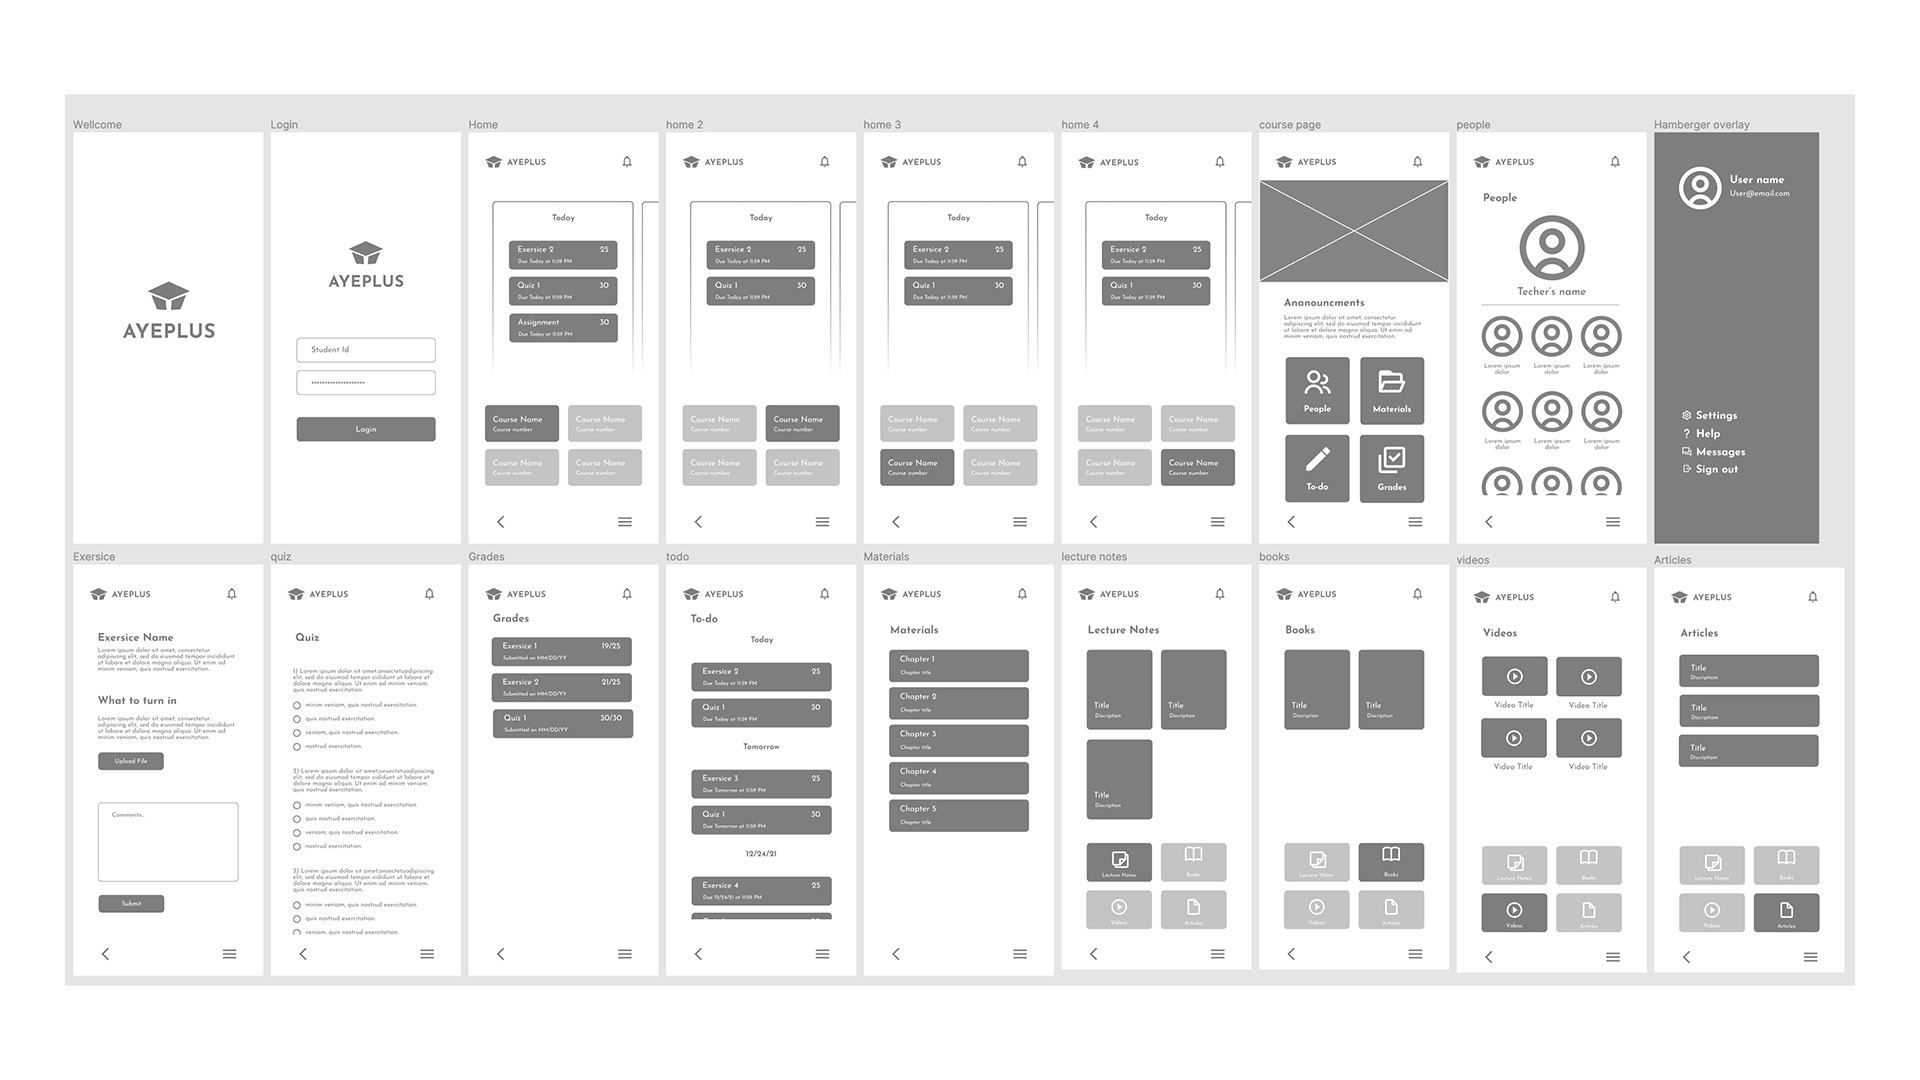 Wellcome
AYEPLUS
Login
AYEPLUS
Student Id
********************
Login
Home
AYEPLUS
Today
Exersice 2 25
Due Today at 11:59 PM
Quiz 1 30
Due Today at 11:59 PM
Assignment 30
Due Today at 11:59 PM
Course Name Course Name
Course number Course number
Course Name Course Name
Course number Course number
home 2
AYEPLUS
Today
Exersice 2 25
Due Today at 11:59 PM
Quiz 1 30
Due Today at 11:59 PM
Course Name Course Name
Course number Course number
Course Name Course Name
Course number Course number
home 3
AYEPLUS
Today
Exersice 2 25
Due Today at 11:59 PM
Quiz 1 30
Due Today at 11:59 PM
Course Name Course Name
Course number Course number
Course Name Course Name
Course number Course number
home 4
AYEPLUS
Today
Exersice 2 25
Due Today at 11:59 PM
Quiz 1 30
Due Today at 11:59 PM
Course Name Course Name
Course number Course number
Course Name Course Name
Course number Course number
course page
AYEPLUS
Ananouncments
Lorem ipsum dolor sit amet, consectetur
adipiscing elit, sed do eiusmod tempor incididunt
ut labore et dolore magna aliqua. Ut enim ad
minim veniam, quis nostrud exercitation.
People Materials
To-do Grades
people
AYEPLUS
People
Techer's name
Lorem ipsum Lorem ipsum Lorem ipsum
dolor dolor dolor
Lorem ipsum Lorem ipsum Lorem ipsum
dolor dolor dolor
Hamberger overlay
User name
User@email.com
Settings
Help
Messages
Sign out
Exersice
AYEPLUS
Exersice Name
Lorem ipsum dolor sit amet, consectetur
adipiscing elit, sed do eiusmod tempor incididunt
ut labore et dolore magna aliqua. Ut enim ad
minim veniam, quis nostrud exercitation.
What to turn in
Lorem ipsum dolor sit amet, consectetur
adipiscing elit, sed do eiusmod tempor incididunt
ut labore et dolore magna aliqua. Ut enim ad
minim veniam, quis nostrud exercitation.
Upload File
Comments..
Submit
quiz
AYEPLUS
Quiz
1) Lorem ipsum dolor sit amet,consectetuadipiscing
elit, sed do eiusmod tempor cididunt ut labore et
dolore magna aliqua. Ut enim ad minim veniam,
quis nostrud exercitation.
minim veniam, quis nostrud exercitation.
quis nostrud exercitation.
veniam, quis nostrud exercitation.
nostrud exercitation.
2) Lorem ipsum dolor sit amet,consectetuadipiscing
elit, sed do eiusmod tempor cididunt ut labore et
dolore magna aliqua. Ut enim ad minim veniam,
quis nostrud exercitation.
minim veniam, quis nostrud exercitation.
quis nostrud exercitation.
veniam, quis nostrud exercitation.
nostrud exercitation.
3) Lorem ipsum dolor sit amet,consectetuadipiscing
elit, sed do eiusmod tempor cididunt ut labore et
dolore magna aliqua. Ut enim ad minim veniam,
quis nostrud exercitation.
minim veniam, quis nostrud exercitation.
quis nostrud exercitation.
veniam, quis nostrud exercitation.
Grades
AYEPLUS
Grades
Exersice 1 19/25
Submitted on MM/DD/YY
Exersice 2 21/25
Submitted on MM/DD/YY
Quiz 1 30/30
Submitted on MM/DD/YY
todo
AYEPLUS
To-do
Today
Exersice 2 25
Due Today at 11:59 PM
Quiz 1 30
Due Today at 11:59 PM
Tomorrow
Exersice 3 25
Due Tomorrow at 11:59 PM
Quiz 1 30
Due Tomorrow at 11:59 PM
12/24/21
Exersice 4 25
Due 12/24/21 at 11:59 PM
Materials
AYEPLUS
Materials
Chapter 1
Chapter title
Chapter 2
Chapter title
Chapter 3
Chapter title
Chapter 4
Chapter title
Chapter 5
Chapter title
lecture notes
AYEPLUS
Lecture Notes
Title Title
Discription Discription
Title
Discription
Lecture Notes Books
Videos Articles
books
AYEPLUS
Books
Title Title
Discription Discription
Lecture Notes Books
Videos Articles
videos
AYEPLUS
Videos
Video Title Video Title
Video Title Video Title
Lecture Notes Books
Videos Articles
Articles
AYEPLUS
Articles
Title
Discriptiom
Title
Discriptiom
Title
Discriptiom
Lecture Notes Books
Videos Articles